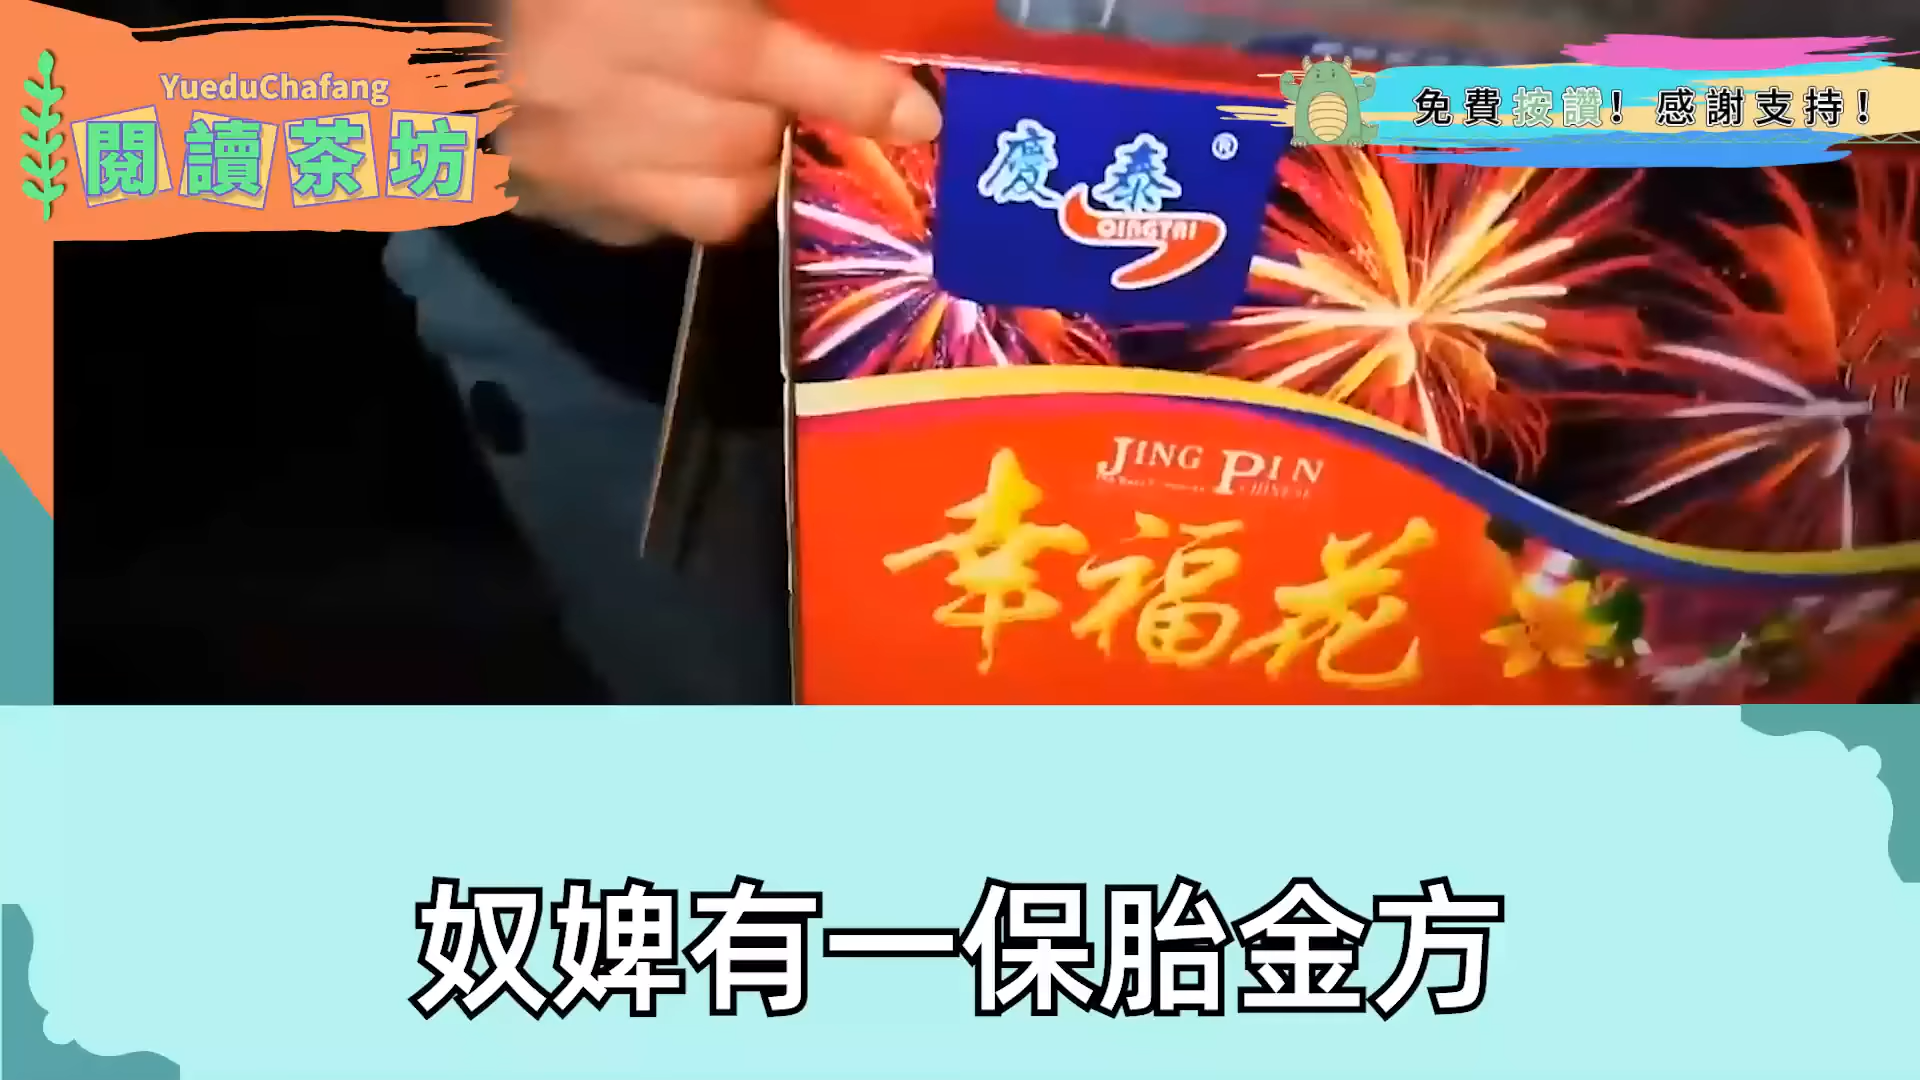 YueduChafang
閱讀茶坊
免費按讚！感謝支持！
慶泰®
QINGTAI
JING PIN
幸福花
奴婢有一保胎金方